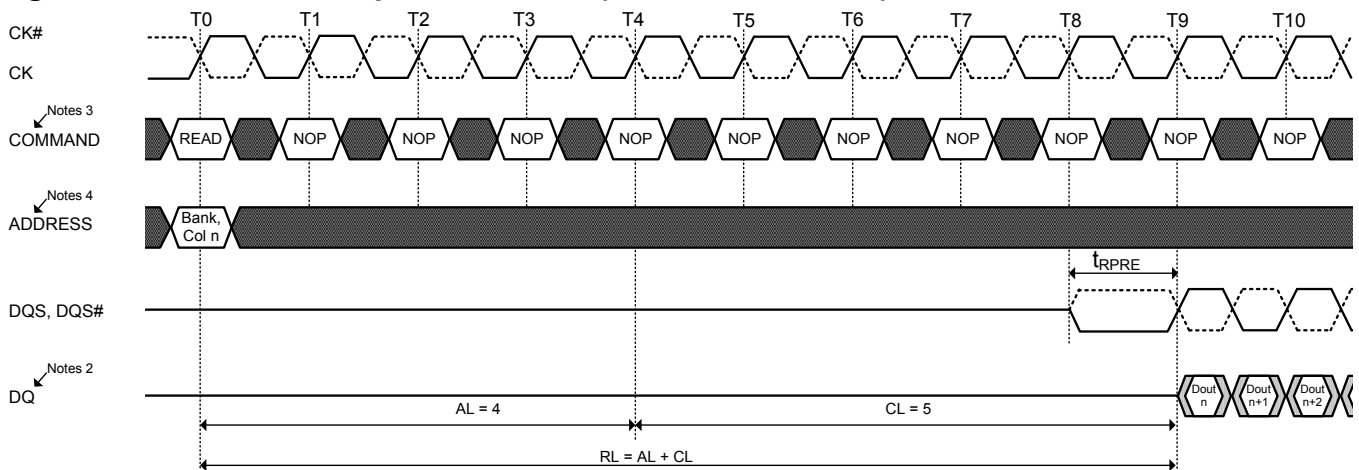 T0 T1 T2 T3 T4 T5 T6 T7 T8 T9 T10
CK#
CK
Notes 3
COMMAND
READ NOP NOP NOP NOP NOP NOP NOP NOP NOP NOP
Notes 4
ADDRESS
Bank,
Col n
tRPRE
DQS, DQS#
Notes 2
DQ
Dout
n
Dout
n+1
Dout
n+2
AL = 4
CL = 5
RL = AL + CL